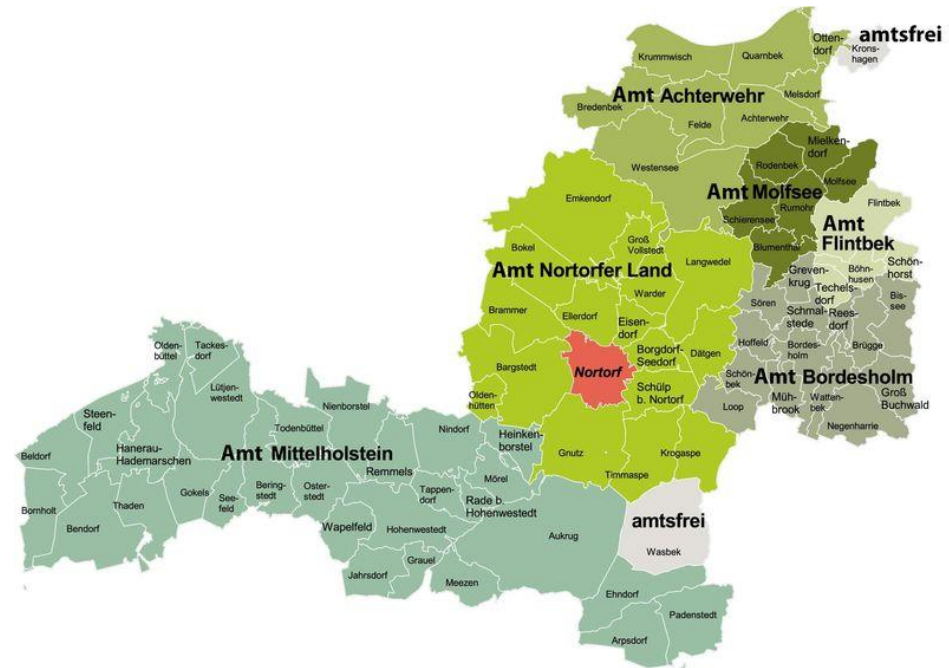 Otten-
dorf
amtsfrei
Krons-
hagen
Krummwisch
Quarnbek
Amt Achterwehr
Melsdorf
Bredenbek
Felde
Achterwehr
Westensee
Mielken-
dorf
Rodenbek
Molfsee
Amt Molfsee
Rumohr
Schierensee
Blumenthal
Flintbek
Amt
Flintbek
Böhn-
husen
Schön-
horst
Techels-
dorf
Emkendorf
Bokel
Groß
Vollstedt
Langwedel
Amt Nortorfer Land
Warder
Brammer
Ellerdorf
Eisen-
dorf
Nortorf
Borgdorf-
Seedorf
Dätgen
Bargstedt
Schülp
b. Nortorf
Olden-
hütten
Gnutz
Timmaspe
Krogaspe
Greven-
krug
Sören
Schmal-
stede
Rees-
dorf
Bis-
see
Hoffeld
Bordes-
holm
Brügge
Schön-
bek
Amt Bordesholm
Loop
Müh-
brook
Watten-
bek
Groß
Buchwald
Negenharrie
Olden-
büttel
Tackes-
dorf
Lütjen-
westedt
Steen-
feld
Nienborstel
Todenbüttel
Nindorf
Heinken-
borstel
Hanerau-
Hademarschen
Amt Mittelholstein
Beldorf
Remmels
Mörel
Bornholt
Bendorf
Thaden
Gokels
See-
feld
Bering-
stedt
Oster-
stedt
Tappen-
dorf
Rade b.
Hohenwestedt
Wapelfeld
Hohenwestedt
Aukrug
Jahrsdorf
Grauel
Meezen
amtsfrei
Wasbek
Ehndorf
Padenstedt
Arpsdorf